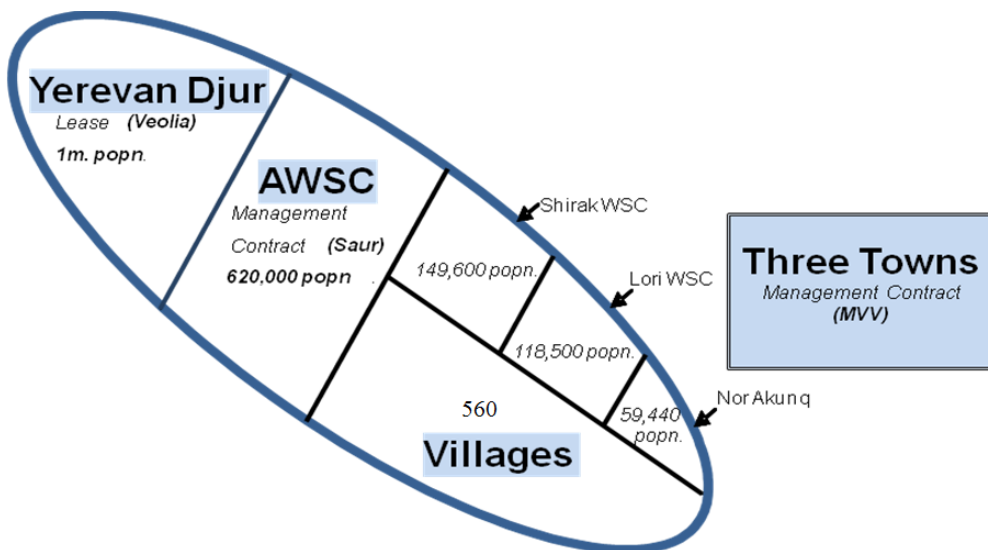 Yerevan Djur
Lease (Veolia)
1m. popn.
AWSC
Management
Contract (Saur)
620,000 popn .
Shirak WSC
149,600 popn.
Lori WSC
118,500 popn.
Nor Akunq
59,440
popn.
560
Villages
Three Towns
Management Contract
(MVV)